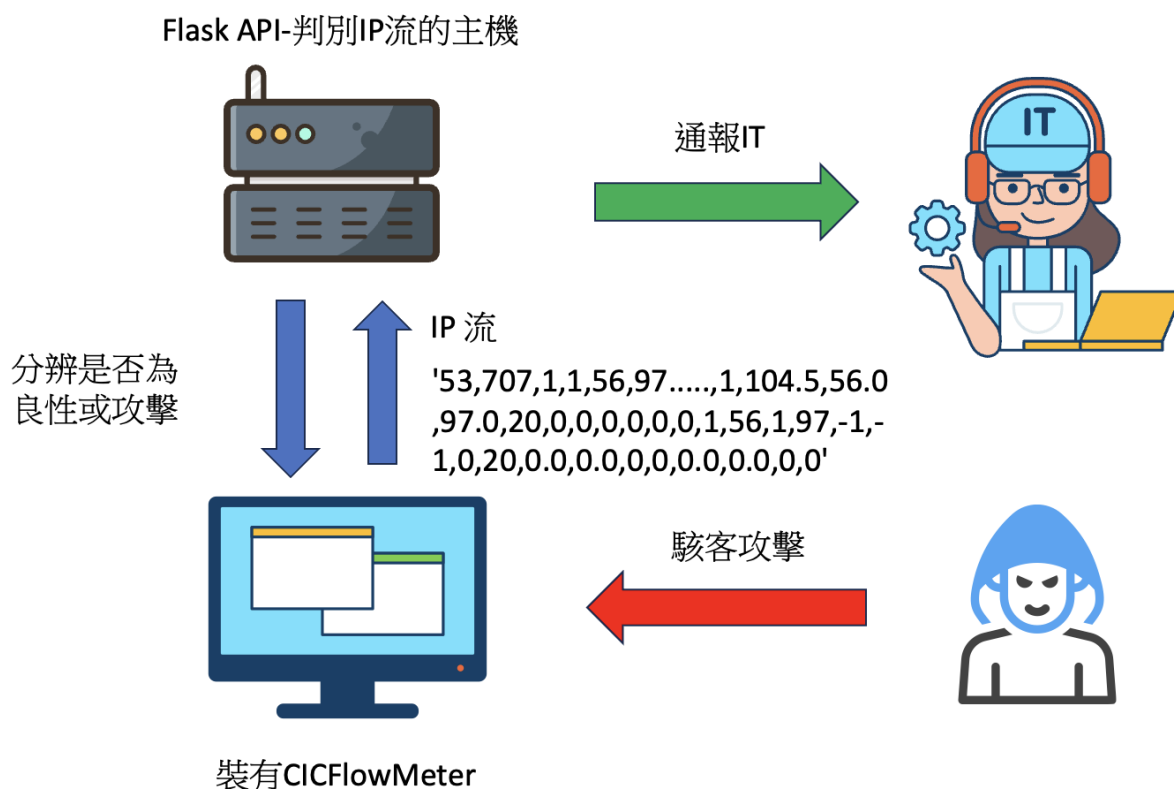 Flask API-判別IP流的主機
通報IT
IT
分辨是否為
良性或攻擊
IP 流
'53,707,1,1,56,97.....,1,104.5,56.0
,97.0,20,0,0,0,0,0,0,1,56,1,97,-1,-
1,0,20,0.0,0.0,0,0,0.0,0.0,0,0'
駭客攻擊
裝有CICFlowMeter